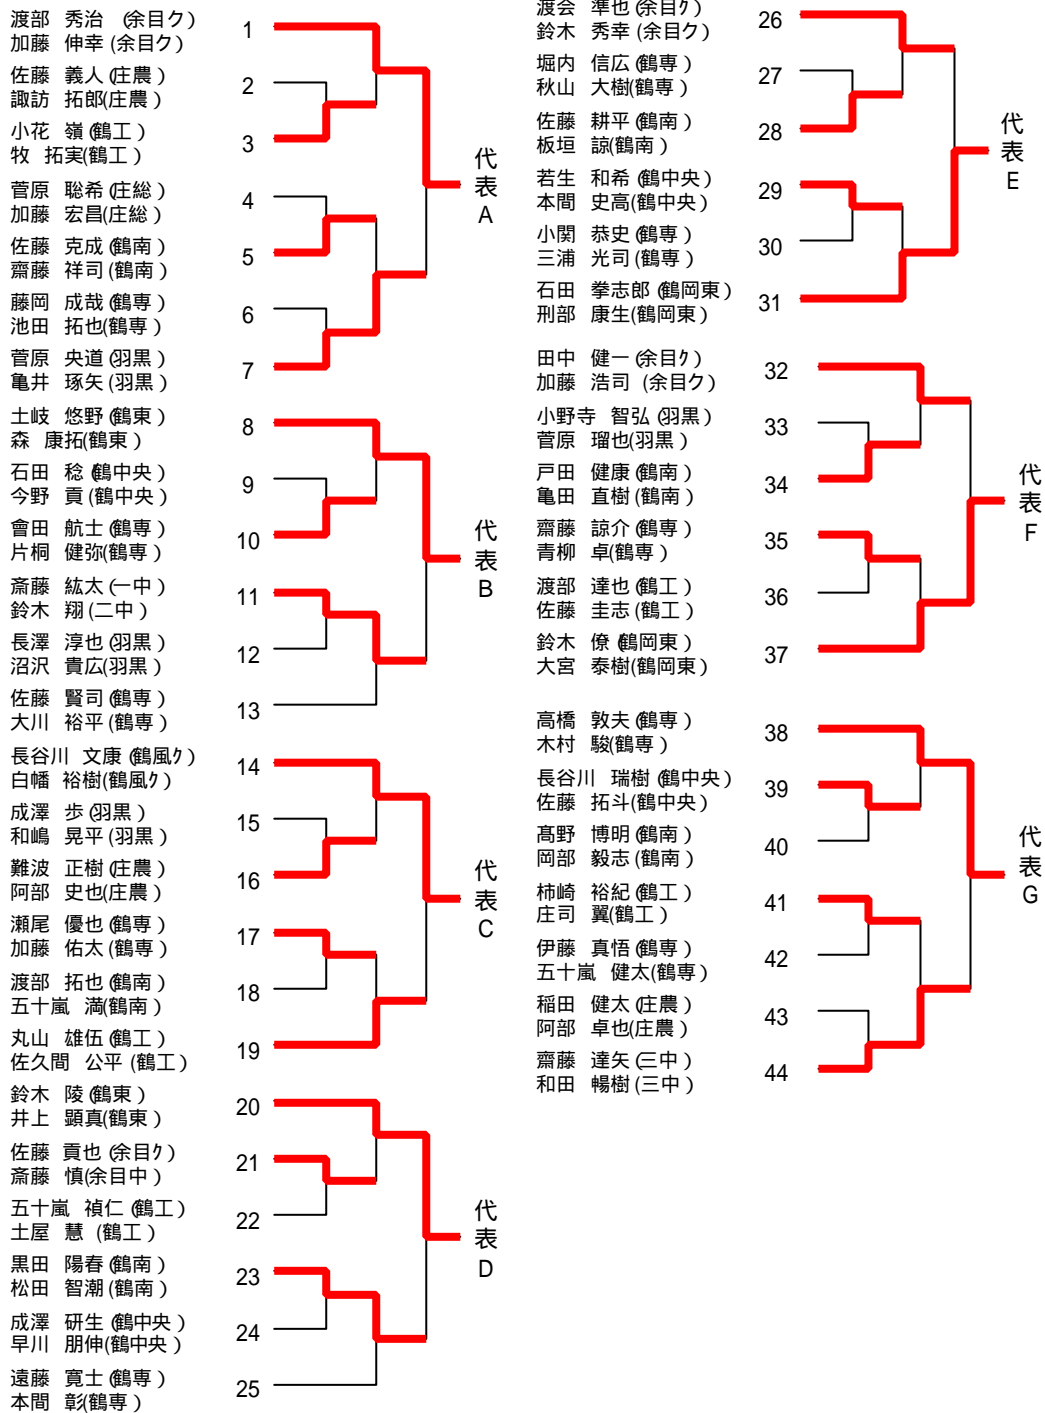 渡部 秀治 (余目ク)
加藤 伸幸 (余目ク)
1
佐藤 義人 (庄農)
諏訪 拓郎(庄農)
2
小花 嶺 (鶴工)
牧 拓実(鶴工)
3
菅原 聡希 (庄総)
加藤 宏昌(庄総)
4
佐藤 克成 (鶴南)
齋藤 祥司 (鶴南)
5
藤岡 成哉 (鶴専)
池田 拓也(鶴専)
6
菅原 央道 (羽黒)
亀井 琢矢 (羽黒)
7
代表A
土岐 悠野 (鶴東)
森 康拓(鶴東)
8
石田 稔 (鶴中央)
今野 貢 (鶴中央)
9
會田 航士 (鶴専)
片桐 健弥(鶴専)
10
斎藤 紘太 (一中)
鈴木 翔 (二中)
11
長澤 淳也 (羽黒)
沼沢 貴広(羽黒)
12
佐藤 賢司 (鶴専)
大川 裕平 (鶴専)
13
代表B
長谷川 文康 (鶴風ク)
白幡 裕樹(鶴風ク)
14
成澤 歩 (羽黒)
和嶋 晃平 (羽黒)
15
難波 正樹 (庄農)
阿部 史也(庄農)
16
瀬尾 優也 (鶴専)
加藤 佑太 (鶴専)
17
渡部 拓也 (鶴南)
五十嵐 満(鶴南)
18
丸山 雄伍 (鶴工)
佐久間 公平 (鶴工)
19
代表C
鈴木 陵 (鶴東)
井上 顕真(鶴東)
20
佐藤 貢也 (余目ク)
斎藤 慎(余目中)
21
五十嵐 禎仁 (鶴工)
土屋 慧 (鶴工)
22
黒田 陽春 (鶴南)
松田 智潮 (鶴南)
23
成澤 研生 (鶴中央)
早川 朋伸(鶴中央)
24
遠藤 寛士 (鶴専)
本間 彰(鶴専)
25
代表D
渡会 準也 (余目ク)
鈴木 秀幸 (余目ク)
26
堀内 信広 (鶴専)
秋山 大樹(鶴専)
27
佐藤 耕平 (鶴南)
板垣 諒(鶴南)
28
若生 和希 (鶴中央)
本間 史高(鶴中央)
29
小関 恭史 (鶴専)
三浦 光司 (鶴専)
30
石田 拳志郎 (鶴岡東)
刑部 康生(鶴岡東)
31
代表E
田中 健一 (余目ク)
加藤 浩司 (余目ク)
32
小野寺 智弘 (羽黒)
菅原 瑠也(羽黒)
33
戸田 健康 (鶴南)
亀田 直樹 (鶴南)
34
齋藤 諒介 (鶴専)
青柳 卓(鶴専)
35
渡部 達也 (鶴工)
佐藤 圭志 (鶴工)
36
鈴木 僚 (鶴岡東)
大宮 泰樹(鶴岡東)
37
代表F
高橋 敦夫 (鶴専)
木村 駿(鶴専)
38
長谷川 瑞樹 (鶴中央)
佐藤 拓斗(鶴中央)
39
髙野 博明 (鶴南)
岡部 毅志 (鶴南)
40
柿崎 裕紀 (鶴工)
庄司 翼(鶴工)
41
伊藤 真悟 (鶴専)
五十嵐 健太(鶴専)
42
稲田 健太 (庄農)
阿部 卓也(庄農)
43
齋藤 達矢 (三中)
和田 暢樹 (三中)
44
代表G